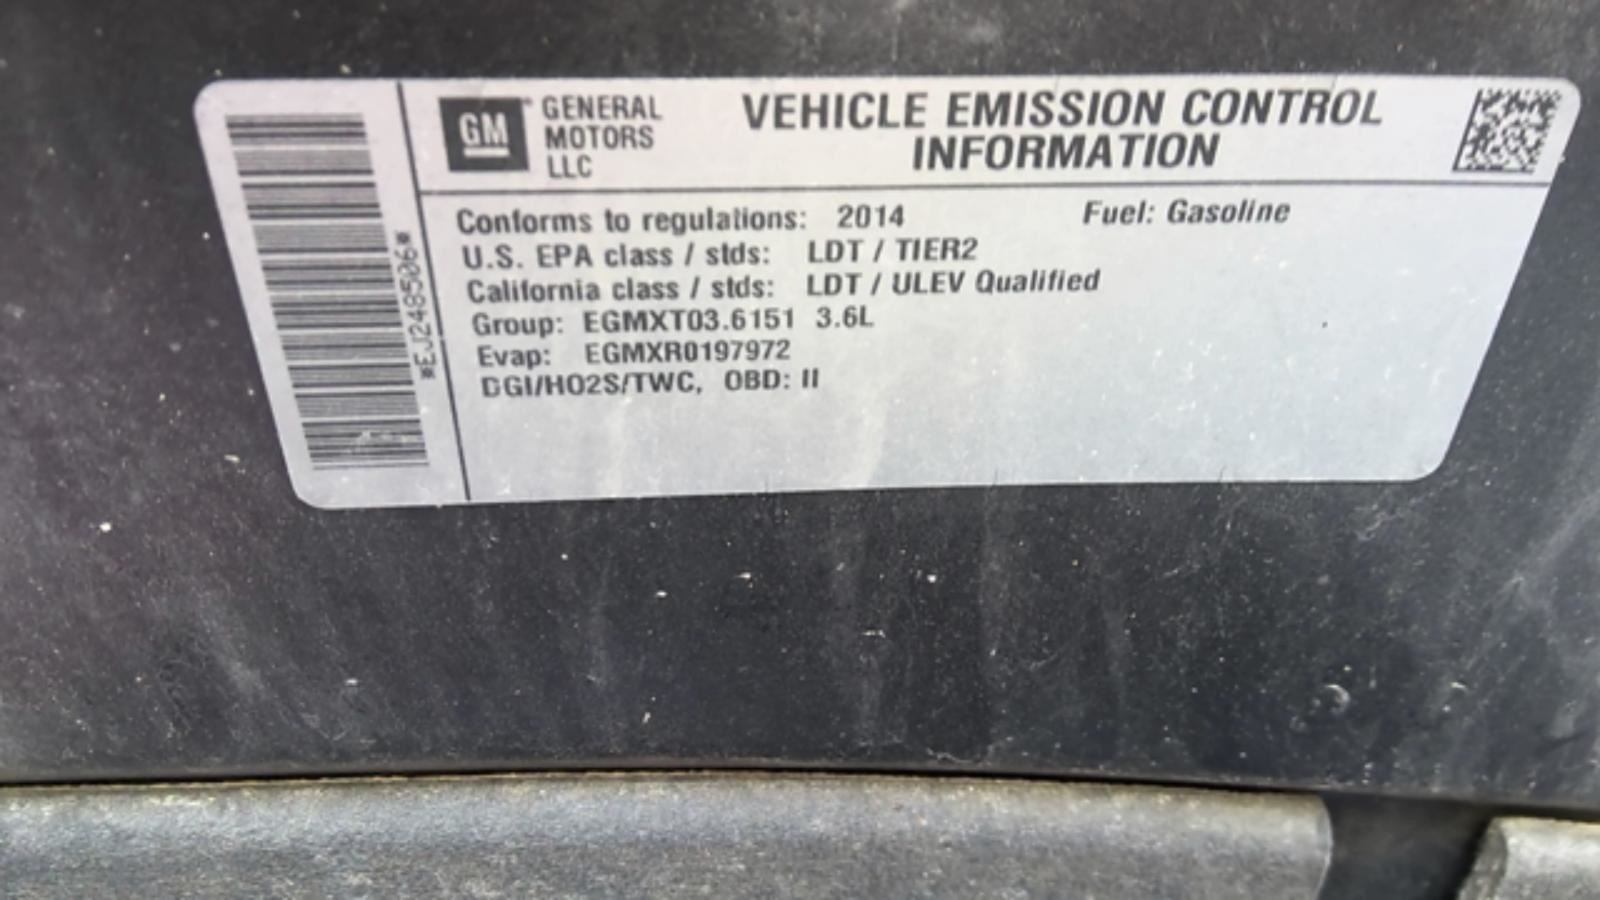 GM
GENERAL
MOTORS
LLC
VEHICLE EMISSION CONTROL
INFORMATION
Conforms to regulations: 2014 Fuel: Gasoline
U.S. EPA class / stds: LDT / TIER2
California class / stds: LDT / ULEV Qualified
Group: EGMXT03.6151 3.6L
Evap: EGMXR0197972
DGI/HO2S/TWC, OBD: II
*EJ248506*